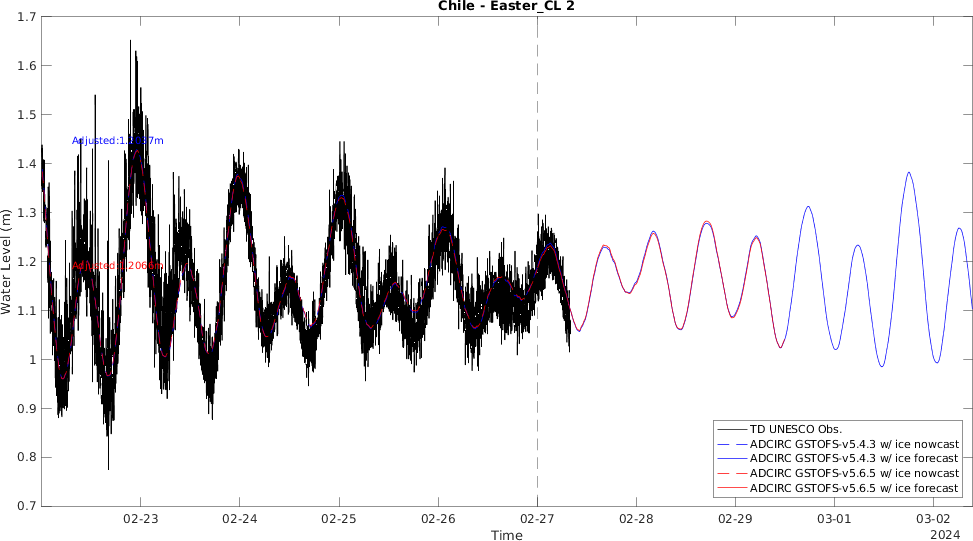 Chile - Easter_CL 2
1.7
1.6
1.5
1.4
1.3
1.2
1.1
1
0.9
0.8
0.7
Water Level (m)
02-23
02-24
02-25
02-26
02-27
02-28
02-29
03-01
03-02
Time
2024
TD UNESCO Obs.
ADCIRC GSTOFS-v5.4.3 w/ ice nowcast
ADCIRC GSTOFS-v5.4.3 w/ ice forecast
ADCIRC GSTOFS-v5.6.5 w/ ice nowcast
ADCIRC GSTOFS-v5.6.5 w/ ice forecast